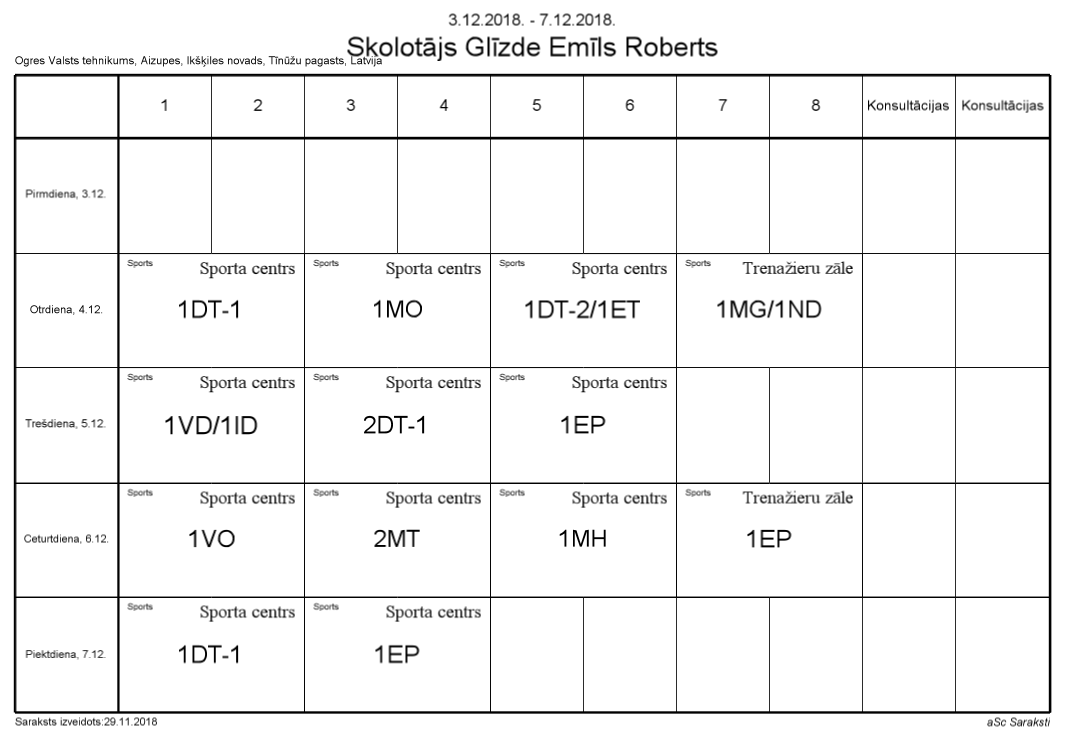 3.12.2018. - 7.12.2018.
Skolotājs Glīzde Emīls Roberts
Ogres Valsts tehnikums, Aizupes, Ikšķiles novads, Tīnūžu pagasts, Latvija
1 2 3 4 5 6 7 8 Konsultācijas Konsultācijas
Pirmdiena, 3.12.
Sports Sporta centrs Sports Sporta centrs Sports Sporta centrs Sports Trenažieru zāle
Otrdiena, 4.12. 1DT-1 1MO 1DT-2/1ET 1MG/1ND
Sports Sporta centrs Sports Sporta centrs Sports Sporta centrs
Trešdiena, 5.12. 1VD/1ID 2DT-1 1EP
Sports Sporta centrs Sports Sporta centrs Sports Sporta centrs Sports Trenažieru zāle
Ceturtdiena, 6.12. 1VO 2MT 1MH 1EP
Sports Sporta centrs Sports Sporta centrs
Piektdiena, 7.12. 1DT-1 1EP
Saraksts izveidots:29.11.2018 aSc Saraksti